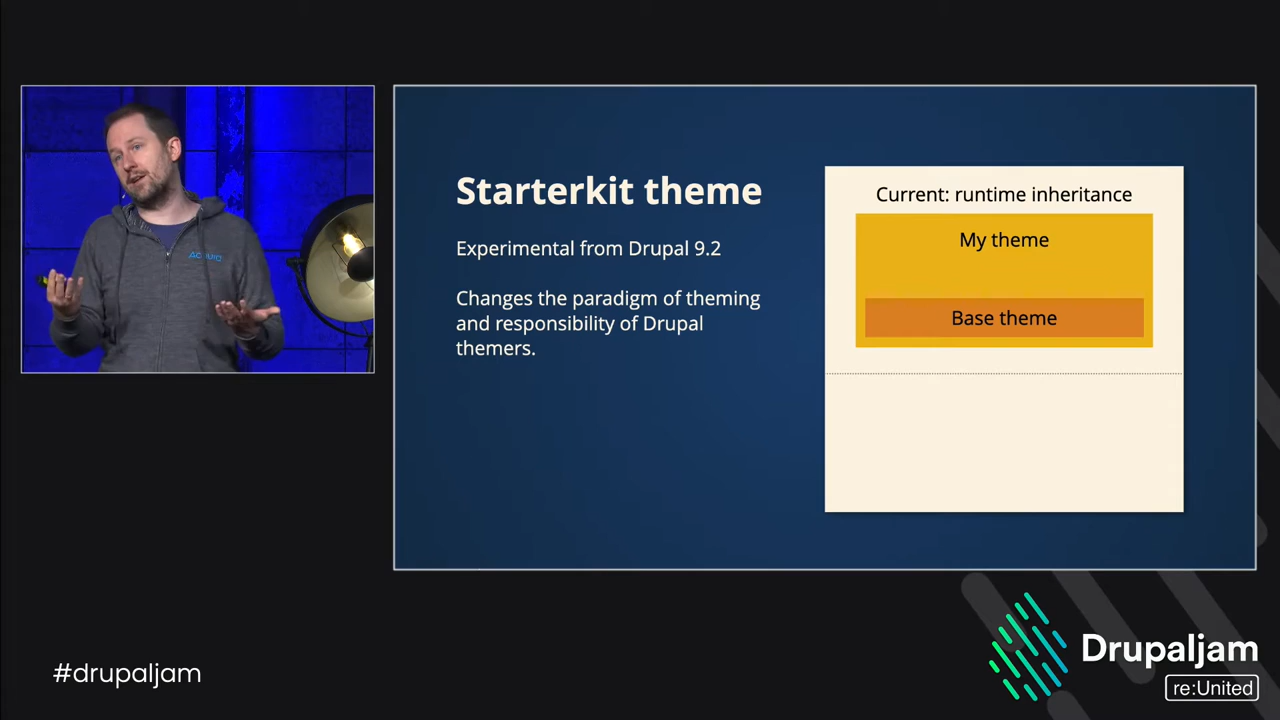 Starterkit theme
Experimental from Drupal 9.2
Changes the paradigm of theming
and responsibility of Drupal
themers.
Current: runtime inheritance
My theme
Base theme
ACQUIA
#drupaljam
Drupaljam
re:United